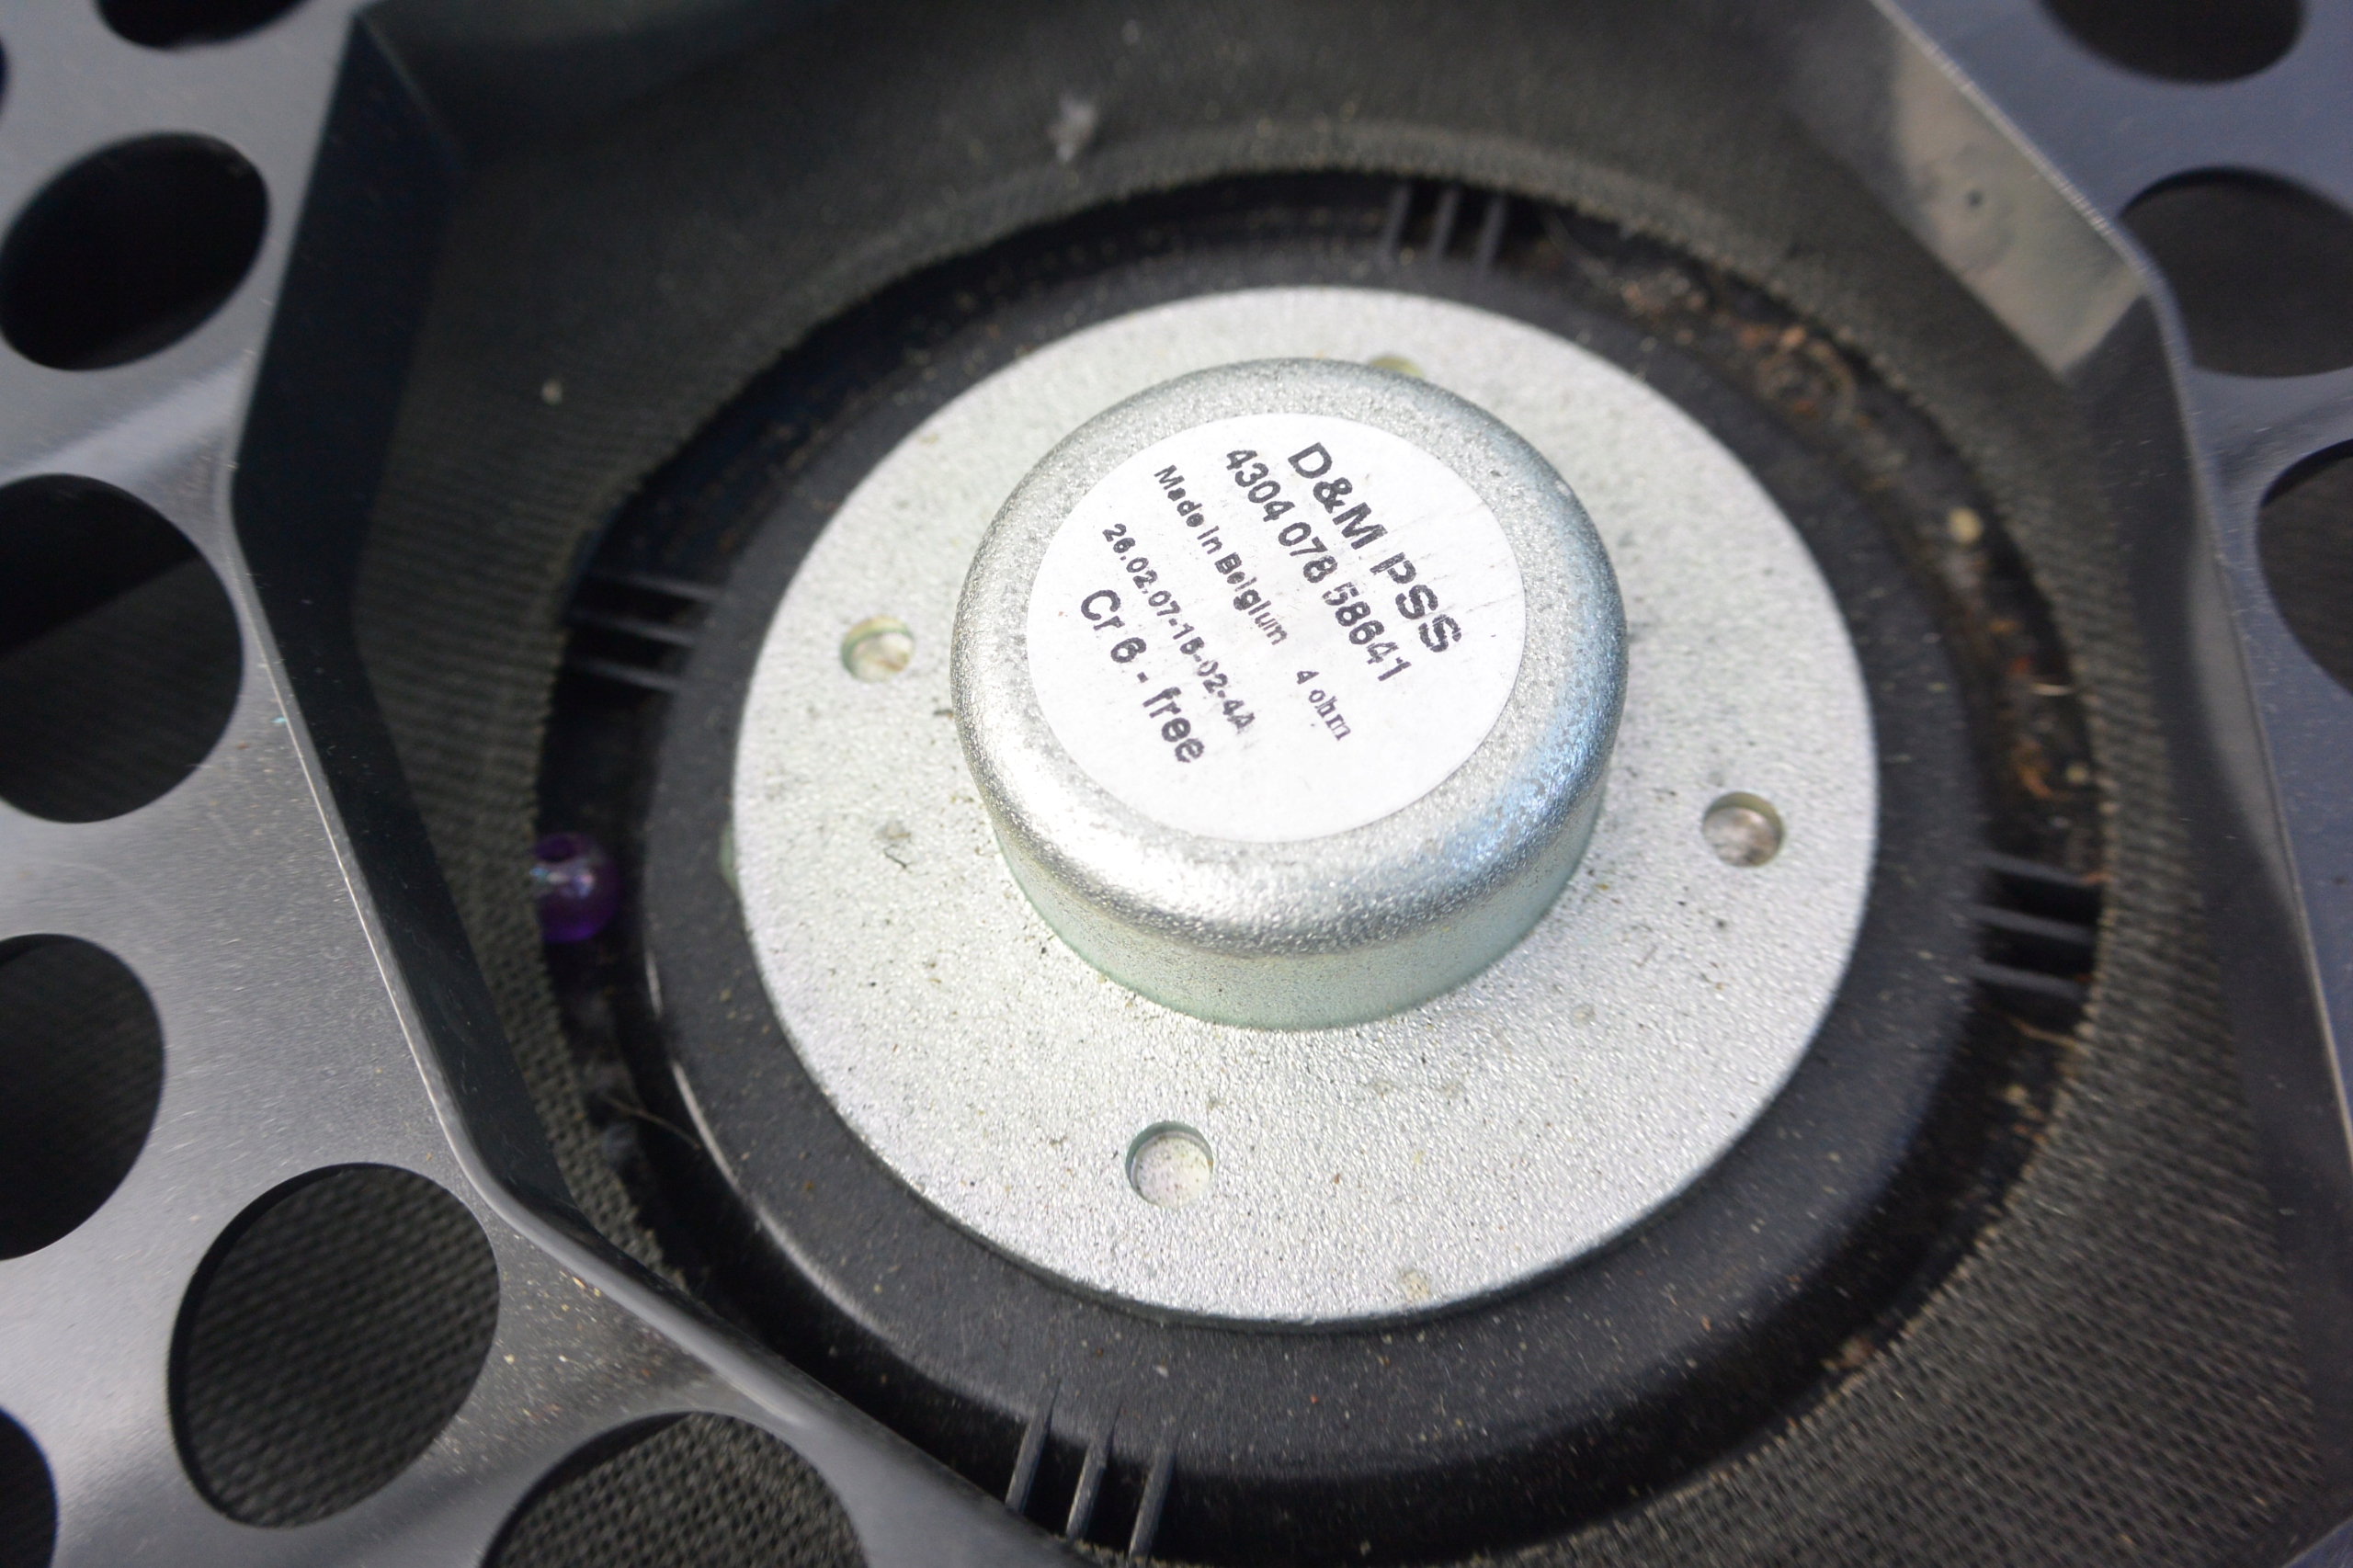 D&M PSS
4304 078 58641
Made in Belgium 4 ohm
26.02.07-15-02-4A
Cr 6 - free